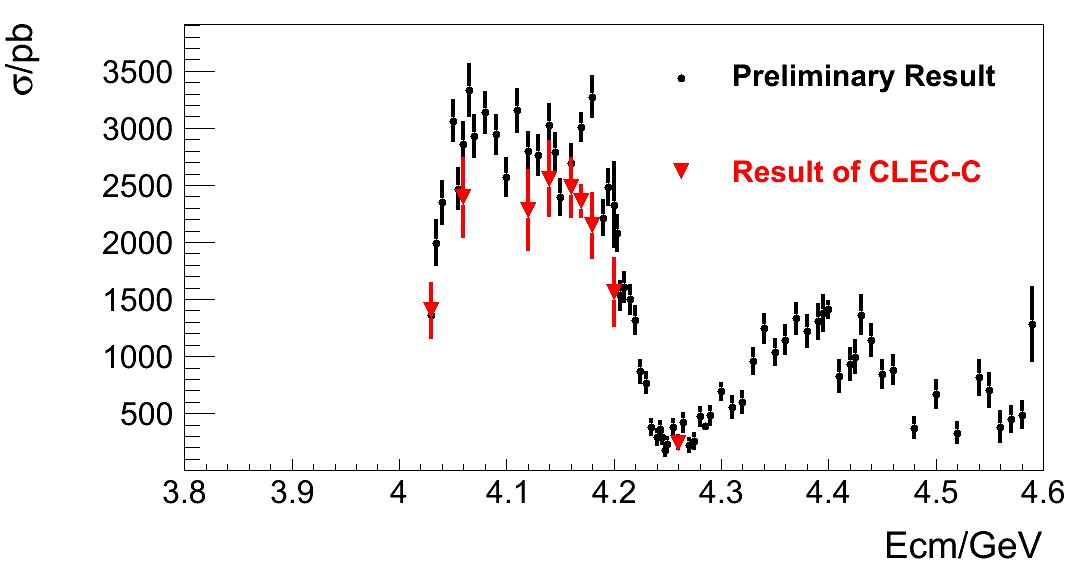 σ/pb
3500
3000
2500
2000
1500
1000
500
Preliminary Result
Result of CLEC-C
3.8 3.9 4 4.1 4.2 4.3 4.4 4.5 4.6
Ecm/GeV